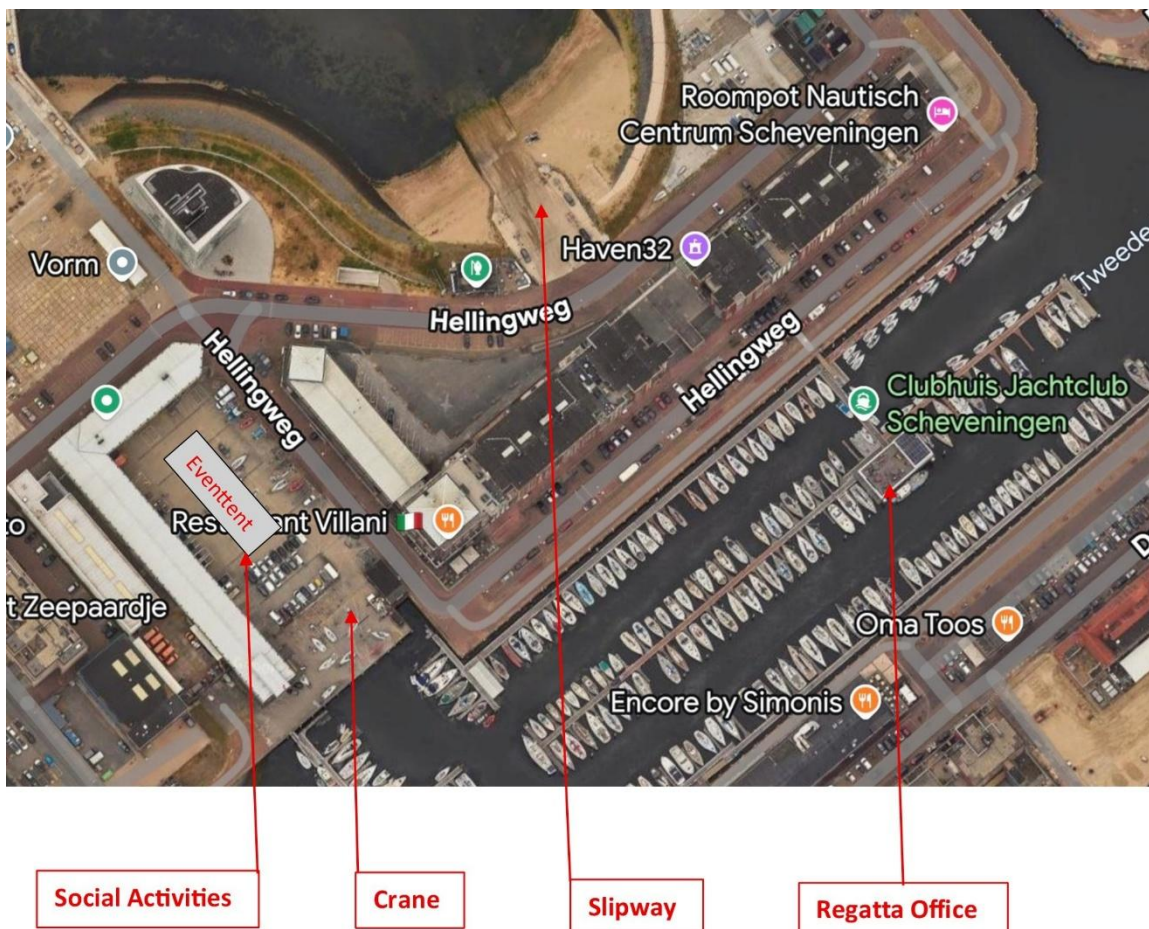 Roompot Nautisch
Centrum Scheveningen
Vorm
Haven32
Hellingweg
Hellingweg
Hellingweg
Tweede
Clubhuis Jachtclub
Scheveningen
Eventtent
Villani
to
t Zeepaardje
Oma Toos
D
Encore by Simonis
Social Activities
Crane
Slipway
Regatta Office